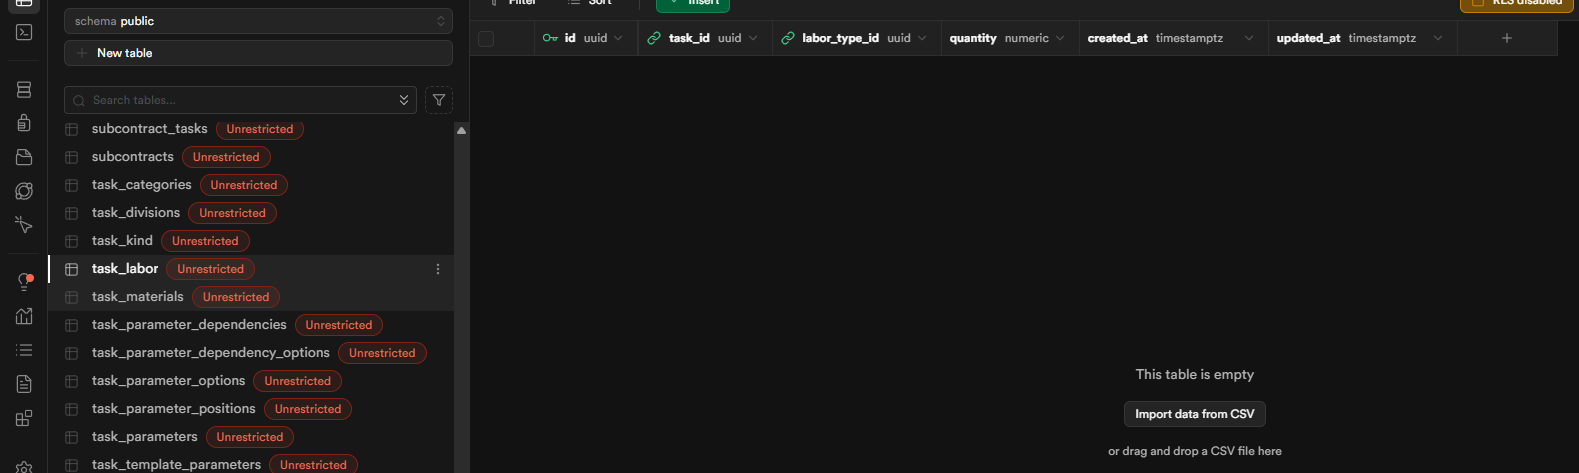 schema public
New table
Search tables...
subcontract_tasks Unrestricted
subcontracts Unrestricted
task_categories Unrestricted
task_divisions Unrestricted
task_kind Unrestricted
task_labor Unrestricted
task_materials Unrestricted
task_parameter_dependencies Unrestricted
task_parameter_dependency_options Unrestricted
task_parameter_options Unrestricted
task_parameter_positions Unrestricted
task_parameters Unrestricted
task_template_parameters Unrestricted
Filter Sort Insert RLS disabled
id uuid task_id uuid labor_type_id uuid quantity numeric created_at timestamptz updated_at timestamptz
This table is empty
Import data from CSV
or drag and drop a CSV file here